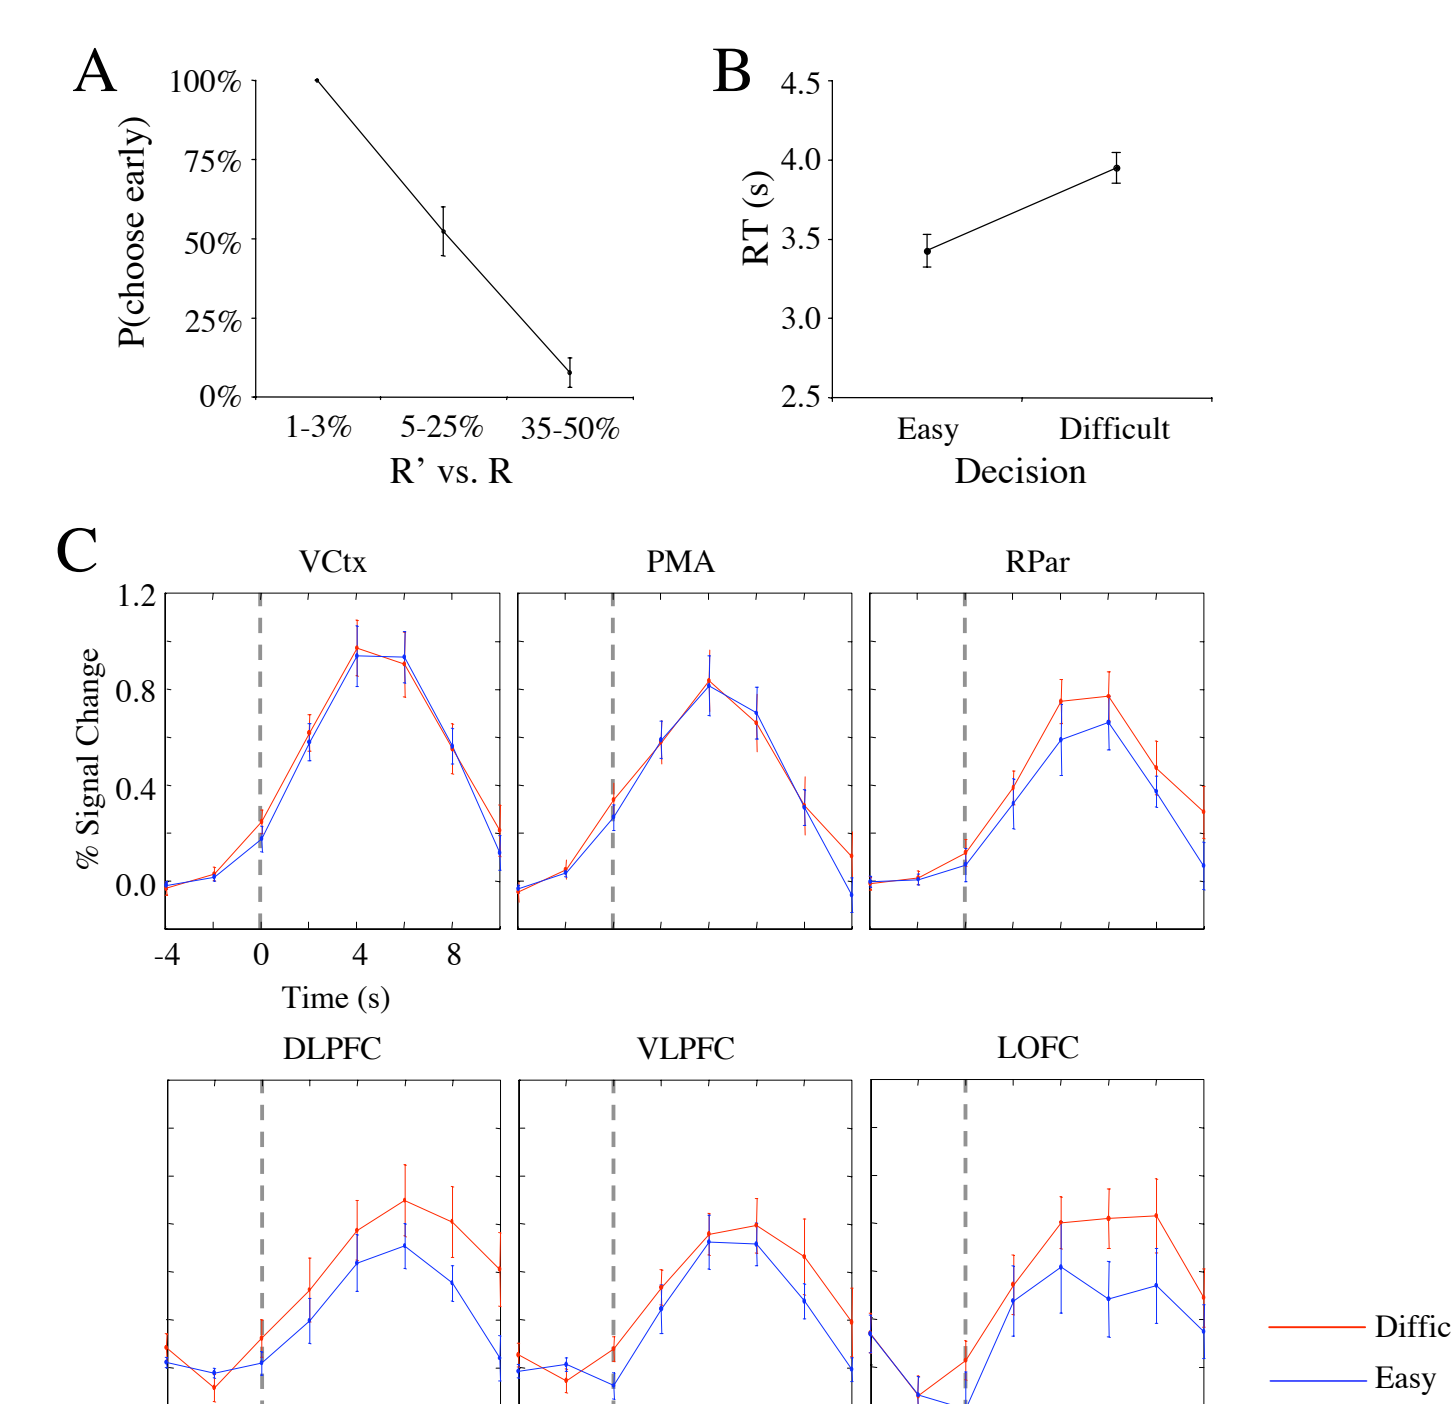 A
100%
75%
50%
25%
0%
P(choose early)
1-3% 5-25% 35-50%
R’ vs. R
B
4.5
4.0
3.5
3.0
2.5
RT (s)
Easy Difficult
Decision
C
VCtx PMA RPar
1.2
0.8
0.4
0.0
% Signal Change
-4 0 4 8
Time (s)
DLPFC VLPFC LOFC
Diffic
Easy